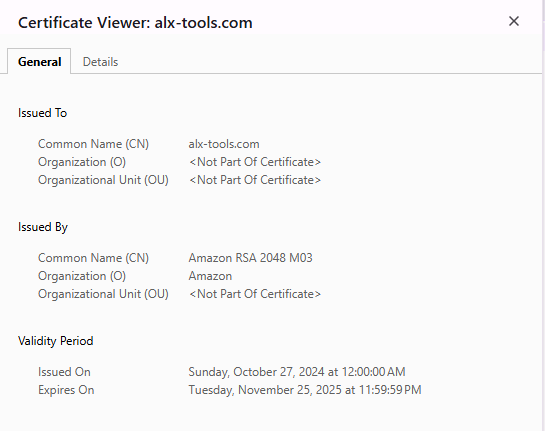 Certificate Viewer: alx-tools.com
General Details
Issued To
Common Name (CN) alx-tools.com
Organization (O) <Not Part Of Certificate>
Organizational Unit (OU) <Not Part Of Certificate>
Issued By
Common Name (CN) Amazon RSA 2048 M03
Organization (O) Amazon
Organizational Unit (OU) <Not Part Of Certificate>
Validity Period
Issued On Sunday, October 27, 2024 at 12:00:00 AM
Expires On Tuesday, November 25, 2025 at 11:59:59 PM